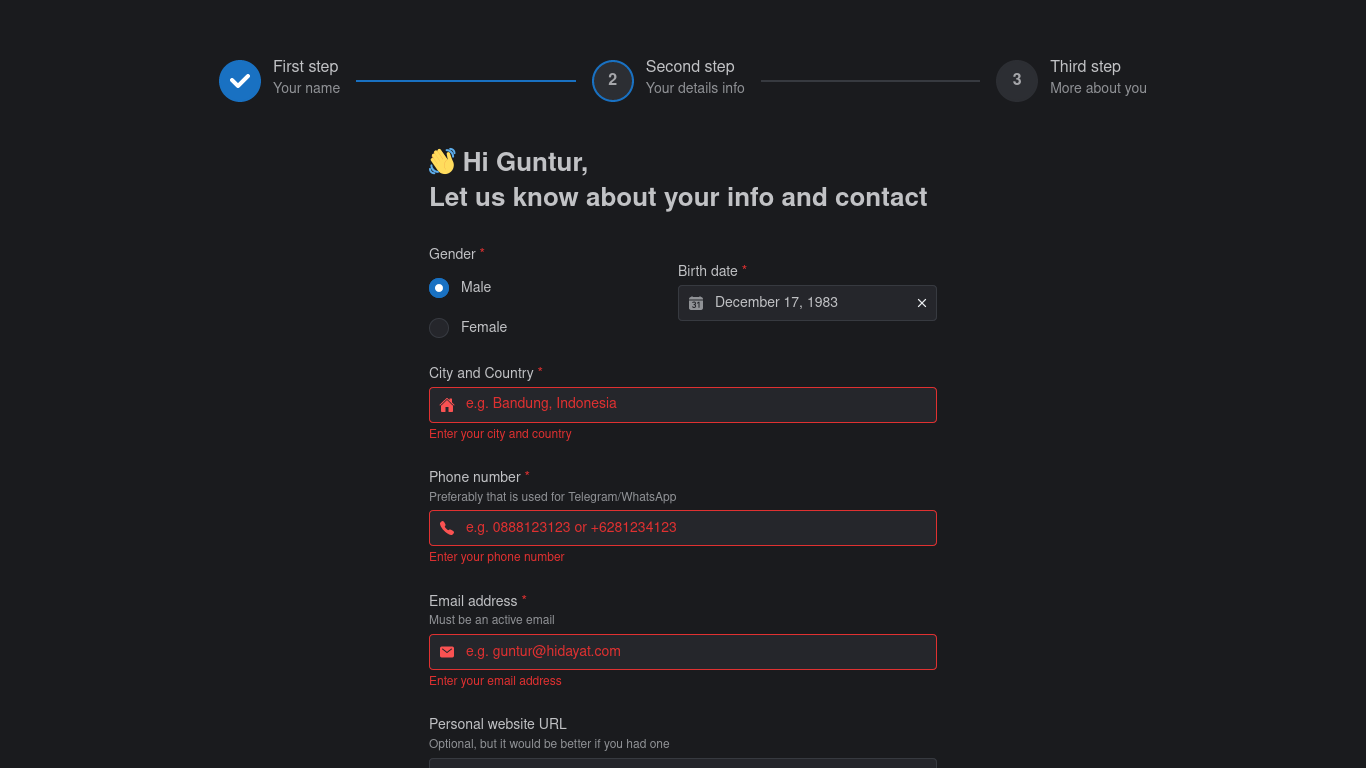 First step
Your name
2
Second step
Your details info
3
Third step
More about you
👋 Hi Guntur,
Let us know about your info and contact
Gender *
Male
Female
Birth date *
31
December 17, 1983
City and Country *
e.g. Bandung, Indonesia
Enter your city and country
Phone number *
Preferably that is used for Telegram/WhatsApp
e.g. 0888123123 or +6281234123
Enter your phone number
Email address *
Must be an active email
e.g. guntur@hidayat.com
Enter your email address
Personal website URL
Optional, but it would be better if you had one